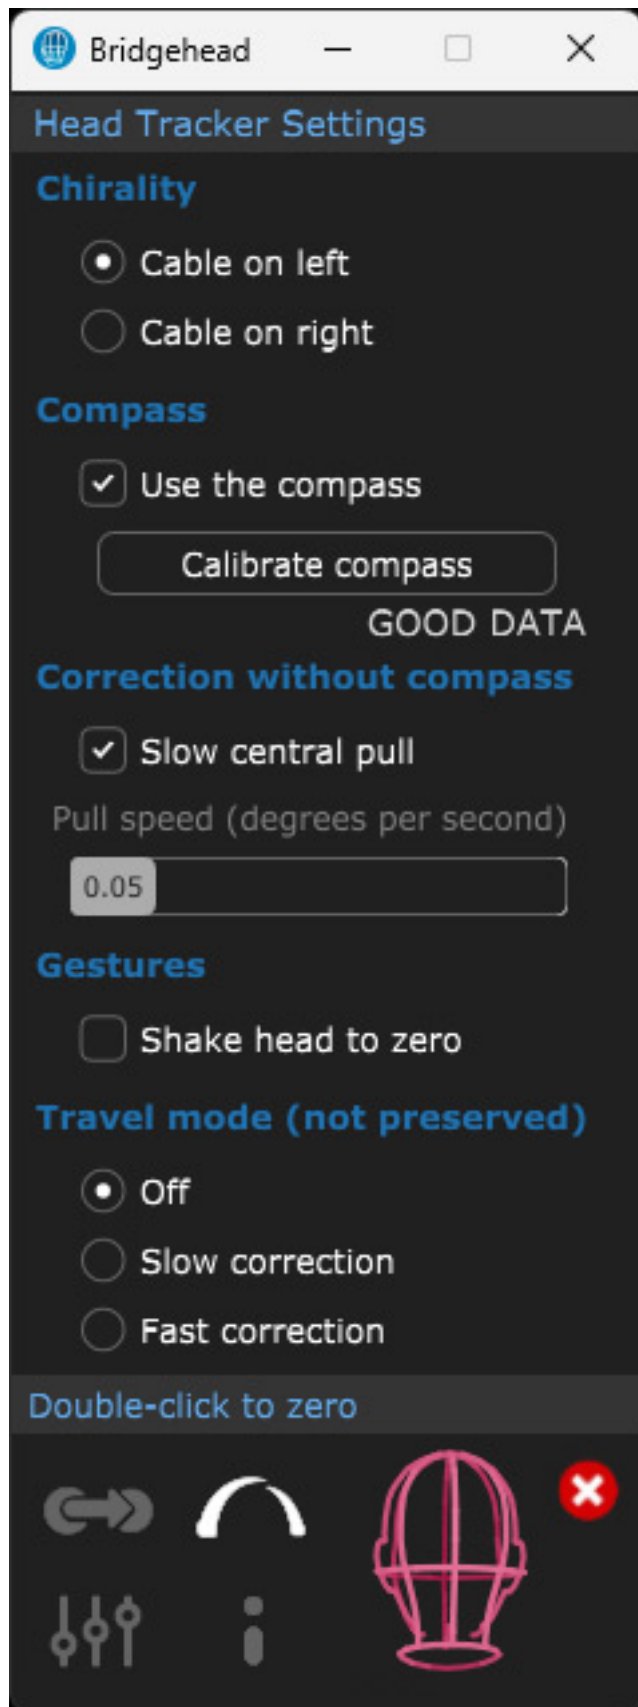 Bridgehead
Head Tracker Settings
Chirality
Cable on left
Cable on right
Compass
Use the compass
Calibrate compass
GOOD DATA
Correction without compass
Slow central pull
Pull speed (degrees per second)
0.05
Gestures
Shake head to zero
Travel mode (not preserved)
Off
Slow correction
Fast correction
Double-click to zero